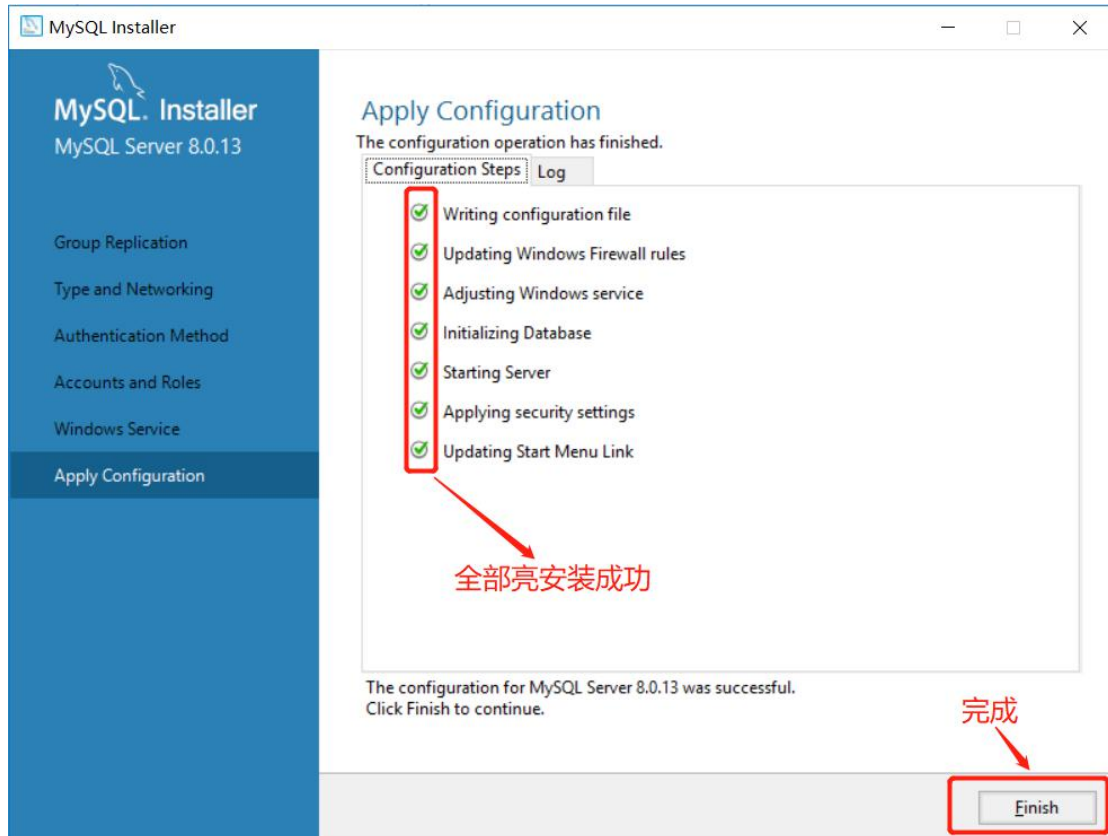 MySQL Installer
MySQL. Installer
MySQL Server 8.0.13
Group Replication
Type and Networking
Authentication Method
Accounts and Roles
Windows Service
Apply Configuration
Apply Configuration
The configuration operation has finished.
Configuration Steps Log
Writing configuration file
Updating Windows Firewall rules
Adjusting Windows service
Initializing Database
Starting Server
Applying security settings
Updating Start Menu Link
全部亮安装成功
The configuration for MySQL Server 8.0.13 was successful.
Click Finish to continue.
完成
Finish